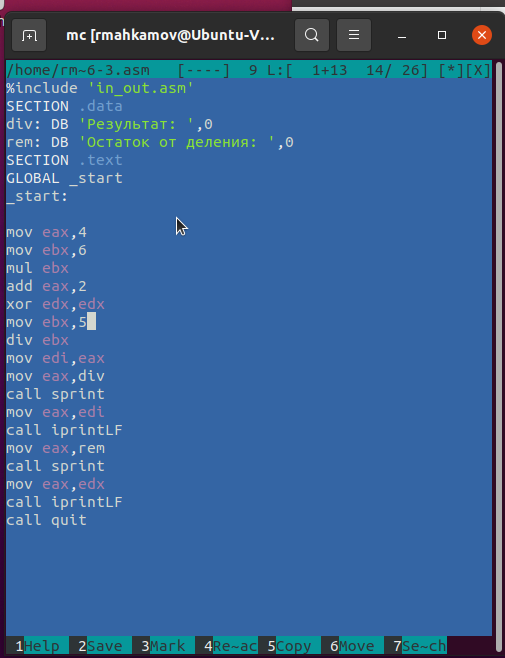 mc [rmahkamov@Ubuntu-V...
/home/rm~6-3.asm [----] 9 L:[ 1+13 14/ 26] [*][X]
%include 'in_out.asm'
SECTION .data
div: DB 'Результат: ',0
rem: DB 'Остаток от деления: ',0
SECTION .text
GLOBAL _start
_start:
mov eax,4
mov ebx,6
mul ebx
add eax,2
xor edx,edx
mov ebx,5
div ebx
mov edi,eax
mov eax,div
call sprint
mov eax,edi
call iprintLF
mov eax,rem
call sprint
mov eax,edx
call iprintLF
call quit
1Help 2Save 3Mark 4Re~ac 5Copy 6Move 7Se~ch